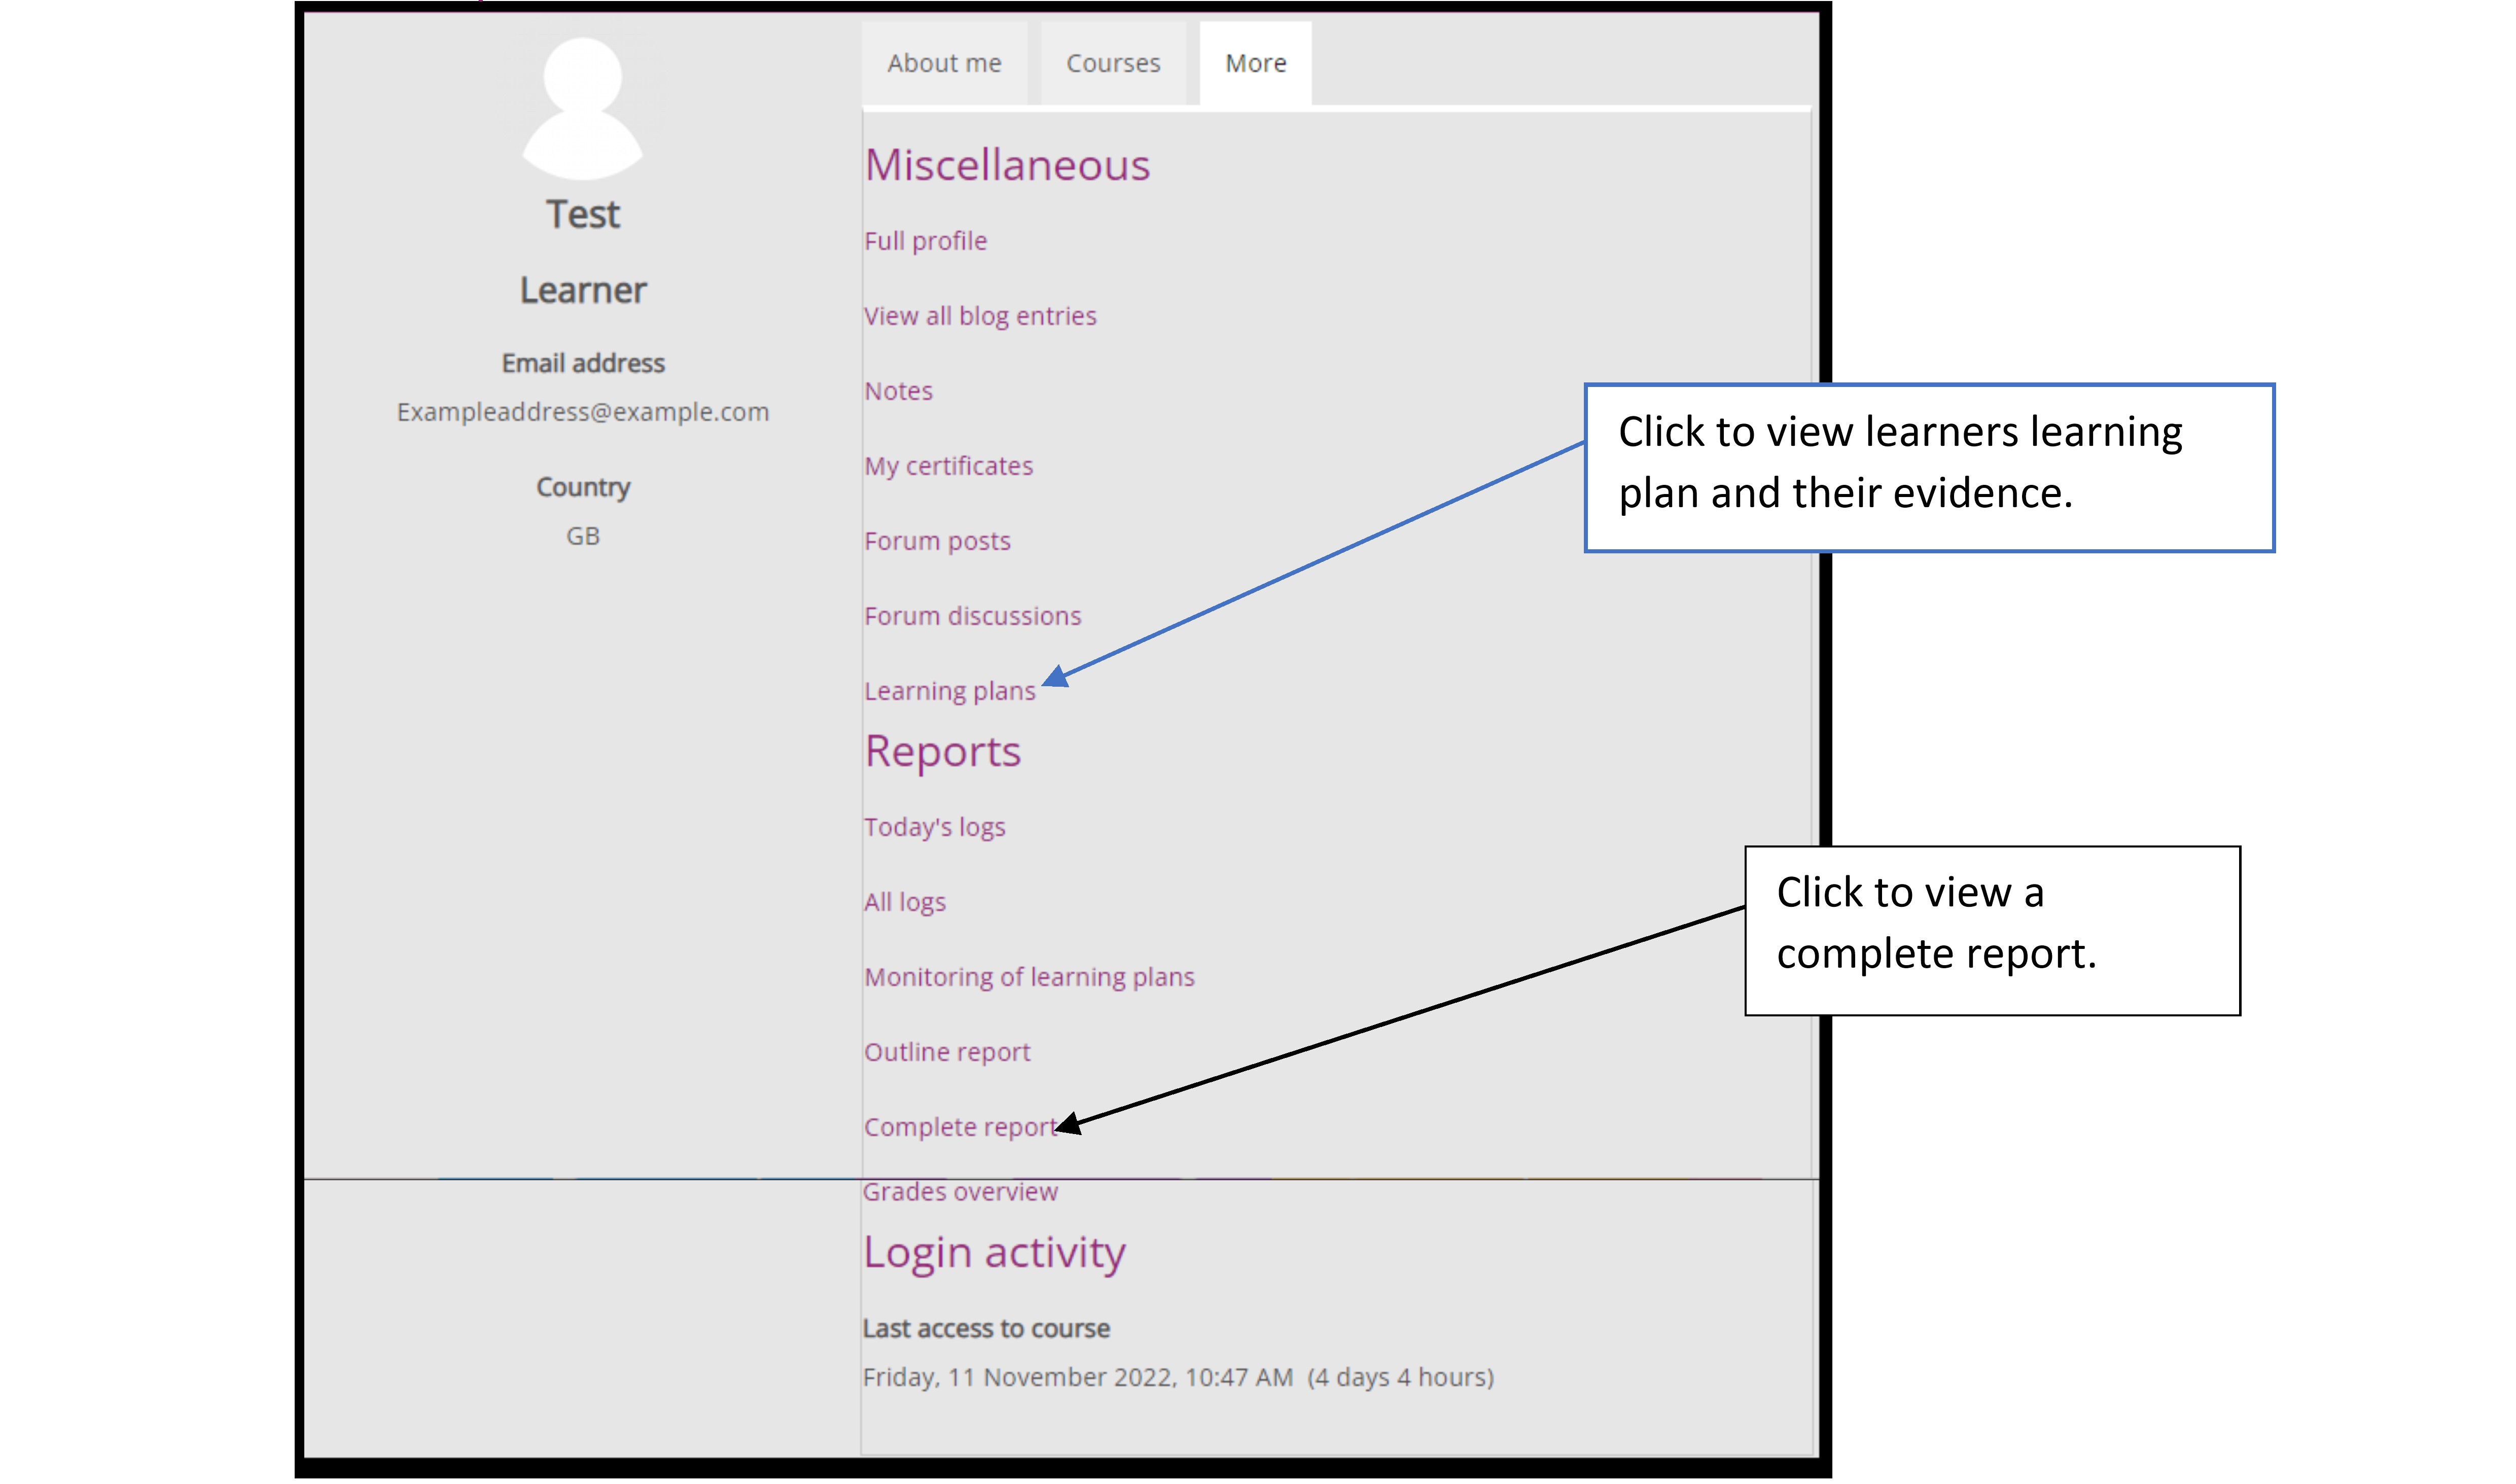 About me
Courses
More
Test
Learner
Email address
Exampleaddress@example.com
Country
GB
Miscellaneous
Full profile
View all blog entries
Notes
My certificates
Forum posts
Forum discussions
Learning plans
Reports
Today's logs
All logs
Monitoring of learning plans
Outline report
Complete report
Grades overview
Login activity
Last access to course
Friday, 11 November 2022, 10:47 AM  (4 days 4 hours)
Click to view learners learning
plan and their evidence.
Click to view a
complete report.